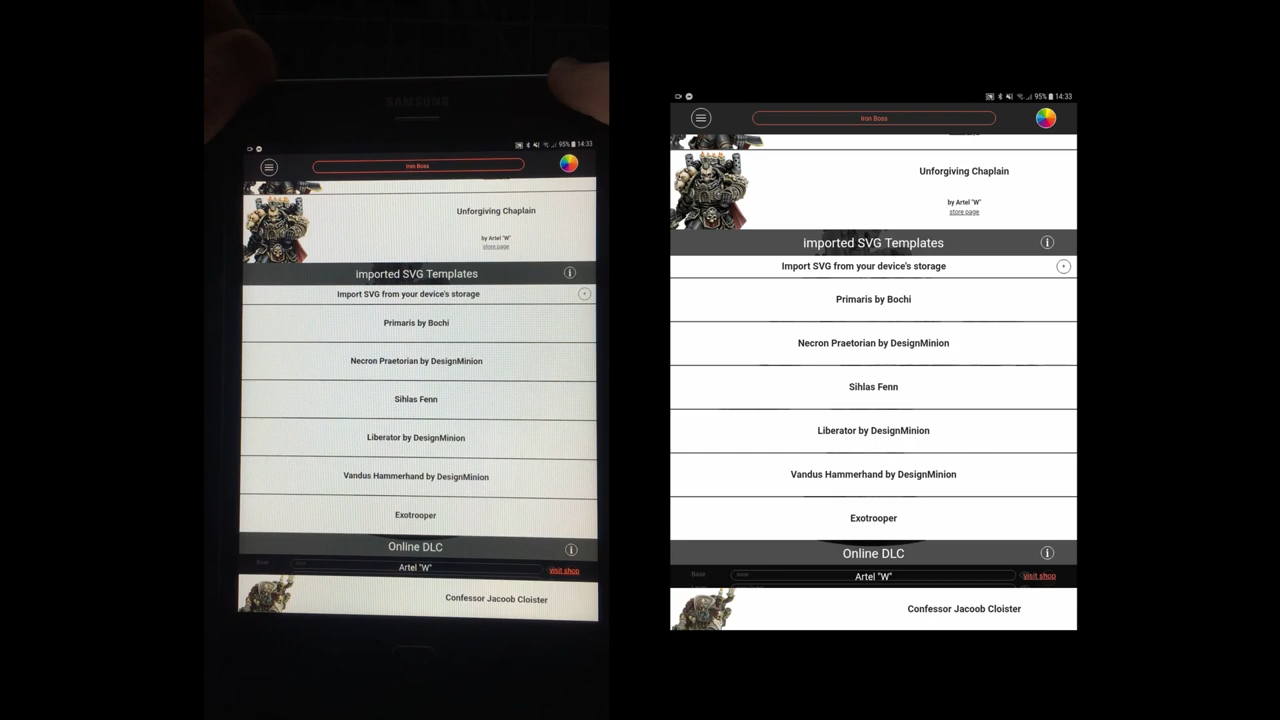 SAMSUNG
95% 14:33
Iron Boss
Unforgiving Chaplain
by Artel "W"
store page
Imported SVG Templates
Import SVG from your device's storage
Primaris by Bochi
Necron Praetorian by DesignMinion
Sihlas Fenn
Liberator by DesignMinion
Vandus Hammerhand by DesignMinion
Exotrooper
Online DLC
Base
Artel "W"
visit shop
Confessor Jacoob Cloister
95% 14:33
Iron Boss
Unforgiving Chaplain
by Artel "W"
store page
Imported SVG Templates
Import SVG from your device's storage
Primaris by Bochi
Necron Praetorian by DesignMinion
Sihlas Fenn
Liberator by DesignMinion
Vandus Hammerhand by DesignMinion
Exotrooper
Online DLC
Base
Artel "W"
visit shop
Confessor Jacoob Cloister